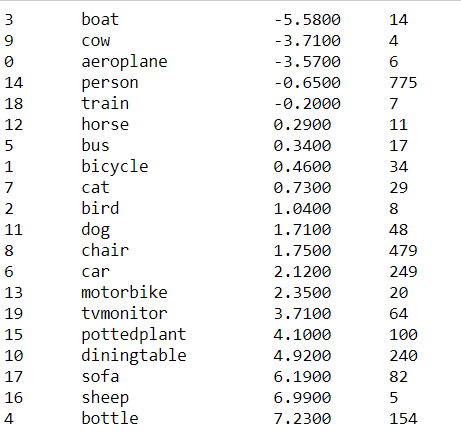 3 boat -5.5800 14
9 cow -3.7100 4
0 aeroplane -3.5700 6
14 person -0.6500 775
18 train -0.2000 7
12 horse 0.2900 11
5 bus 0.3400 17
1 bicycle 0.4600 34
7 cat 0.7300 29
2 bird 1.0400 8
11 dog 1.7100 48
8 chair 1.7500 479
6 car 2.1200 249
13 motorbike 2.3500 20
19 tvmonitor 3.7100 64
15 pottedplant 4.1000 100
10 diningtable 4.9200 240
17 sofa 6.1900 82
16 sheep 6.9900 5
4 bottle 7.2300 154